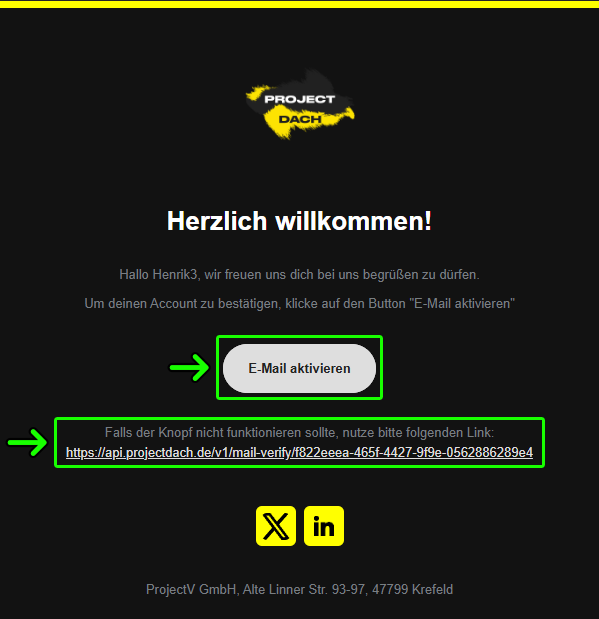 PROJECT
DACH
Herzlich willkommen!
Hallo Henrik3, wir freuen uns dich bei uns begrüßen zu dürfen.
Um deinen Account zu bestätigen, klicke auf den Button "E-Mail aktivieren"
E-Mail aktivieren
Falls der Knopf nicht funktionieren sollte, nutze bitte folgenden Link:
https://api.projectdach.de/v1/mail-verify/f822eeea-465f-4427-9f9e-0562886289e4
ProjectV GmbH, Alte Linner Str. 93-97, 47799 Krefeld